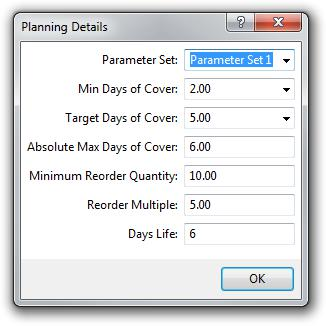 Planning Details
?
Parameter Set: Parameter Set 1
Min Days of Cover: 2.00
Target Days of Cover: 5.00
Absolute Max Days of Cover: 6.00
Minimum Reorder Quantity: 10.00
Reorder Multiple: 5.00
Days Life: 6
OK